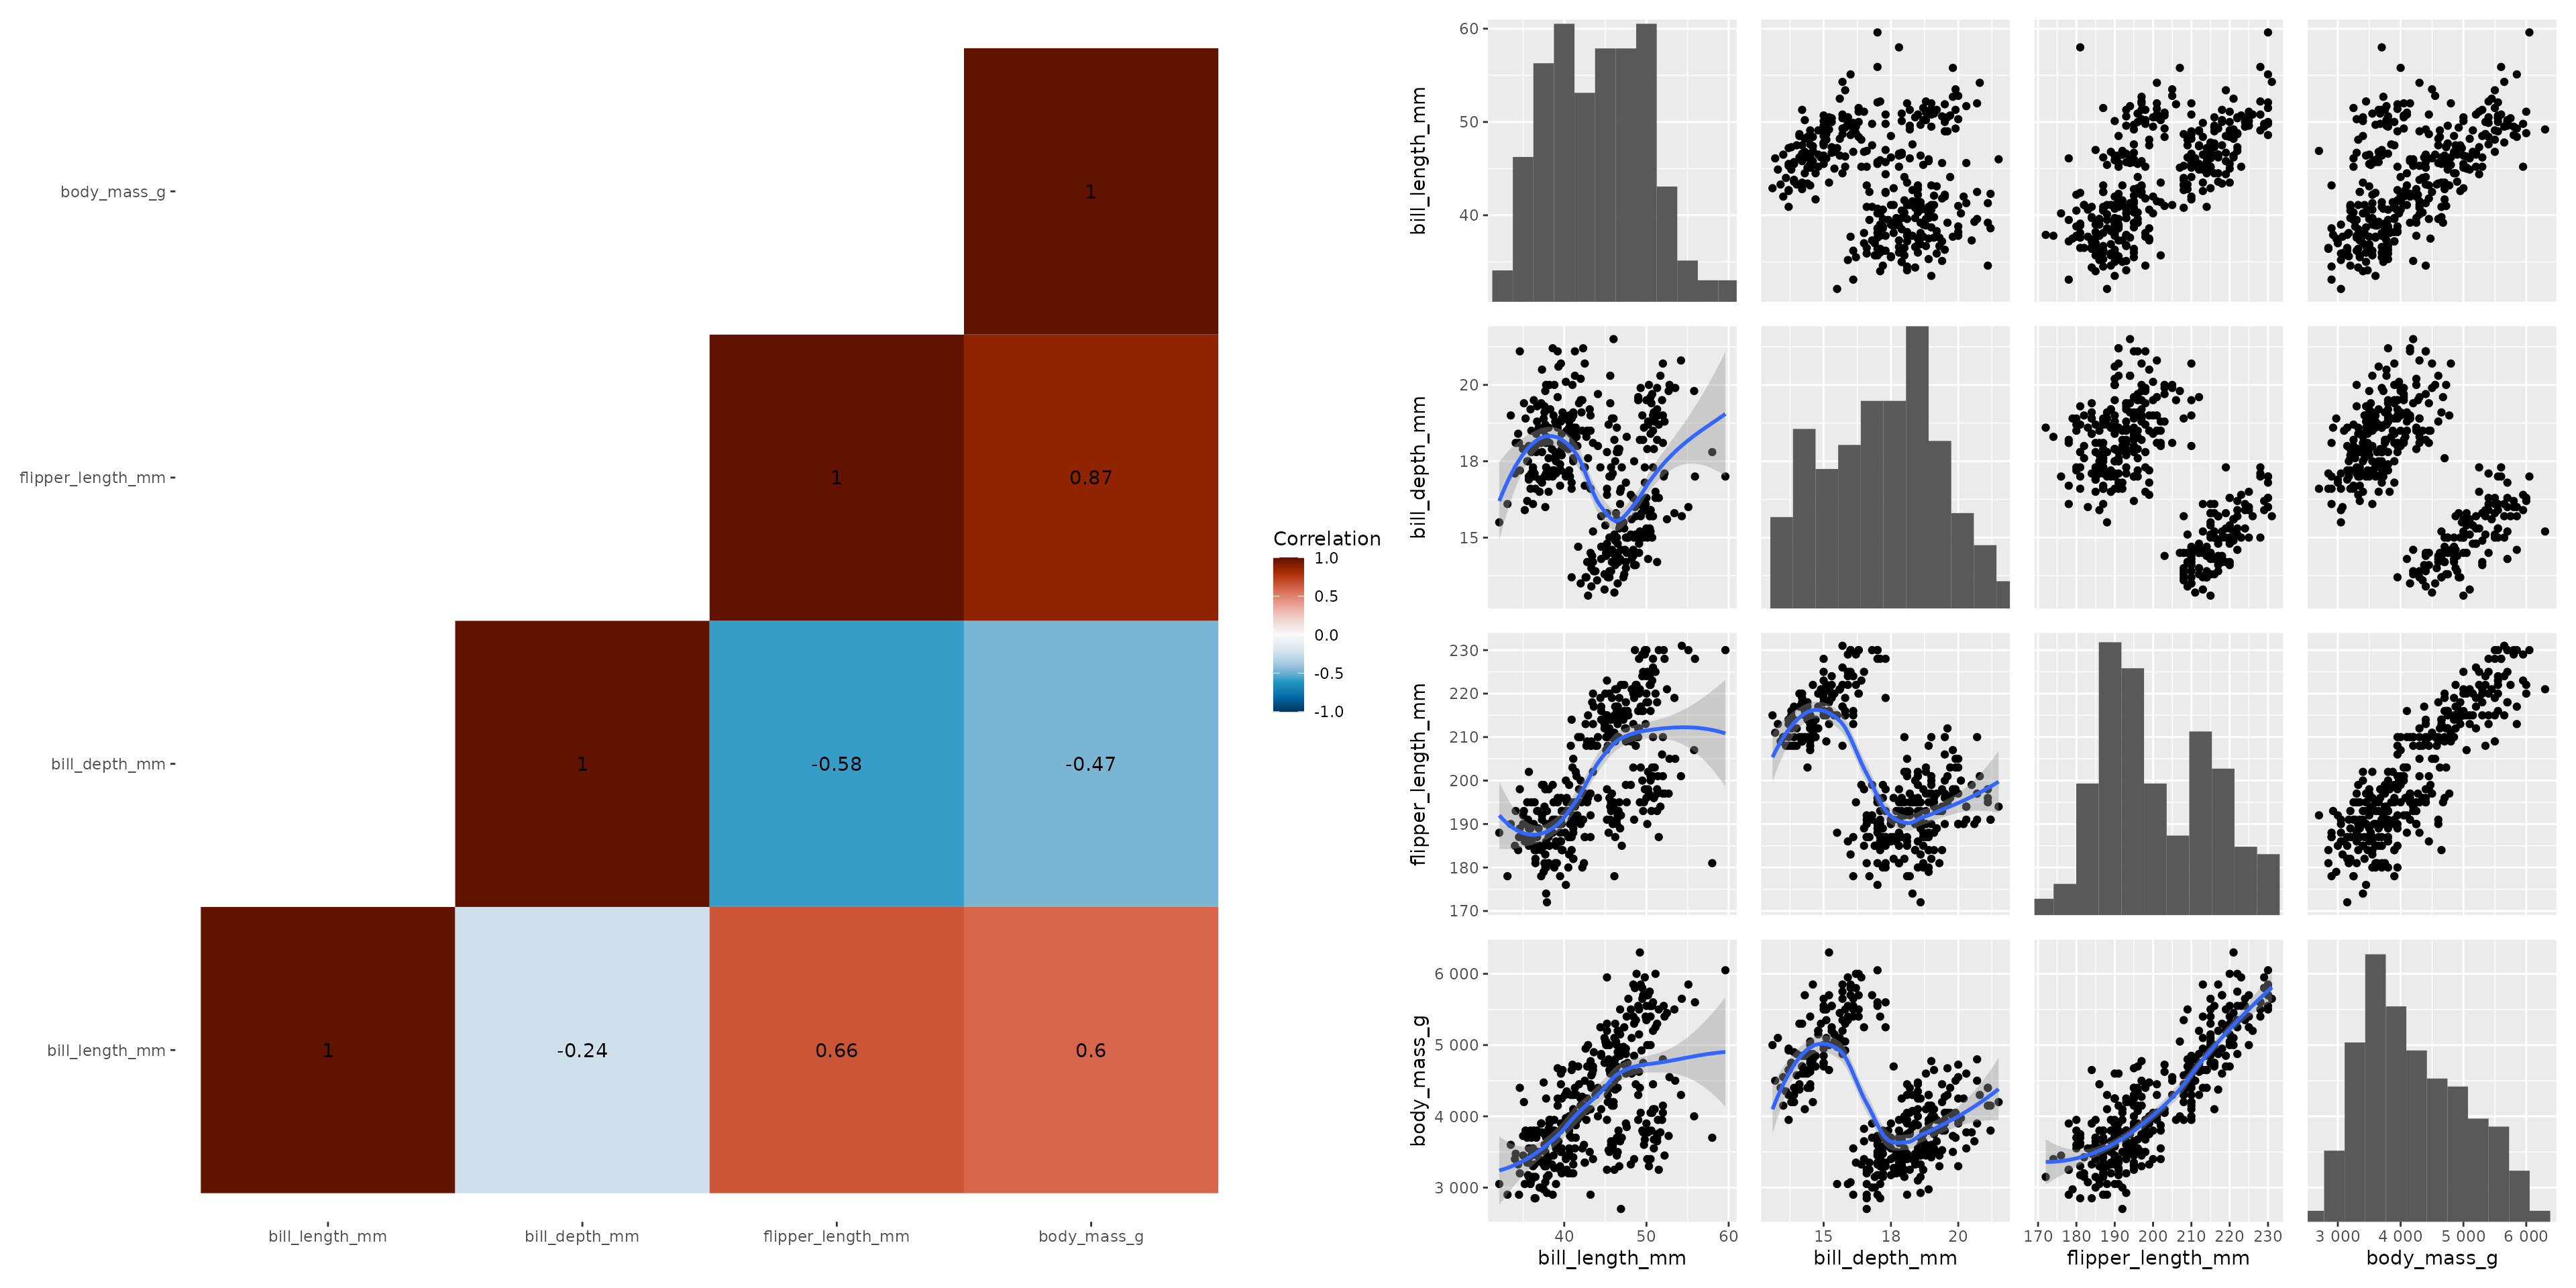 body_mass_g
1
flipper_length_mm
1
0.87
bill_depth_mm
1
-0.58
-0.47
bill_length_mm
1
-0.24
0.66
0.6
bill_length_mm
bill_depth_mm
flipper_length_mm
body_mass_g
Correlation
1.0
0.5
0.0
-0.5
-1.0
bill_length_mm
60
50
40
bill_depth_mm
20
18
15
flipper_length_mm
230
220
210
200
190
180
170
body_mass_g
6 000
5 000
4 000
3 000
40 50 60
bill_length_mm
15 18 20
bill_depth_mm
170 180 190 200 210 220 230
flipper_length_mm
3 000 4 000 5 000 6 000
body_mass_g